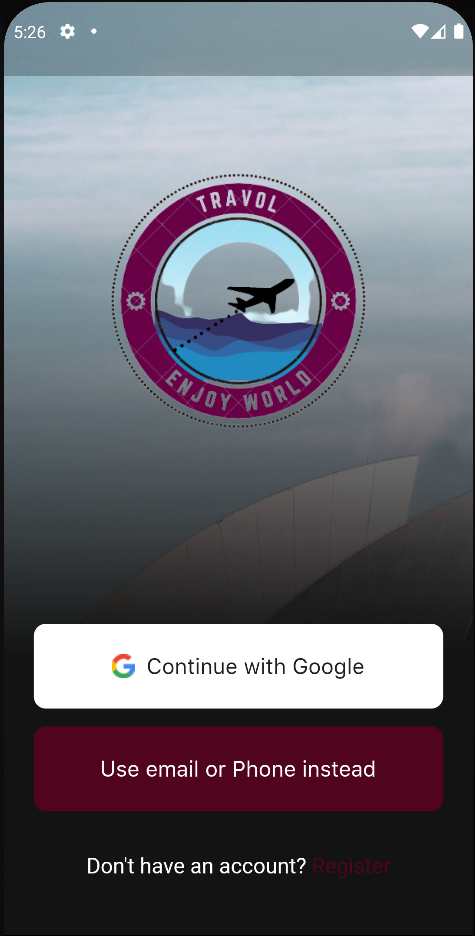 5:26
TRAVOL
ENJOY WORLD
Continue with Google
Use email or Phone instead
Don't have an account? Register